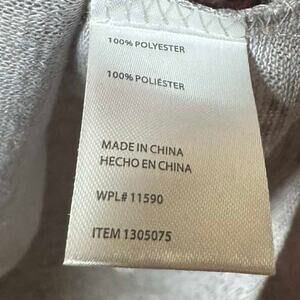 100% POLYESTER
100% POLIÉSTER
MADE IN CHINA
HECHO EN CHINA
WPL# 11590
ITEM 1305075